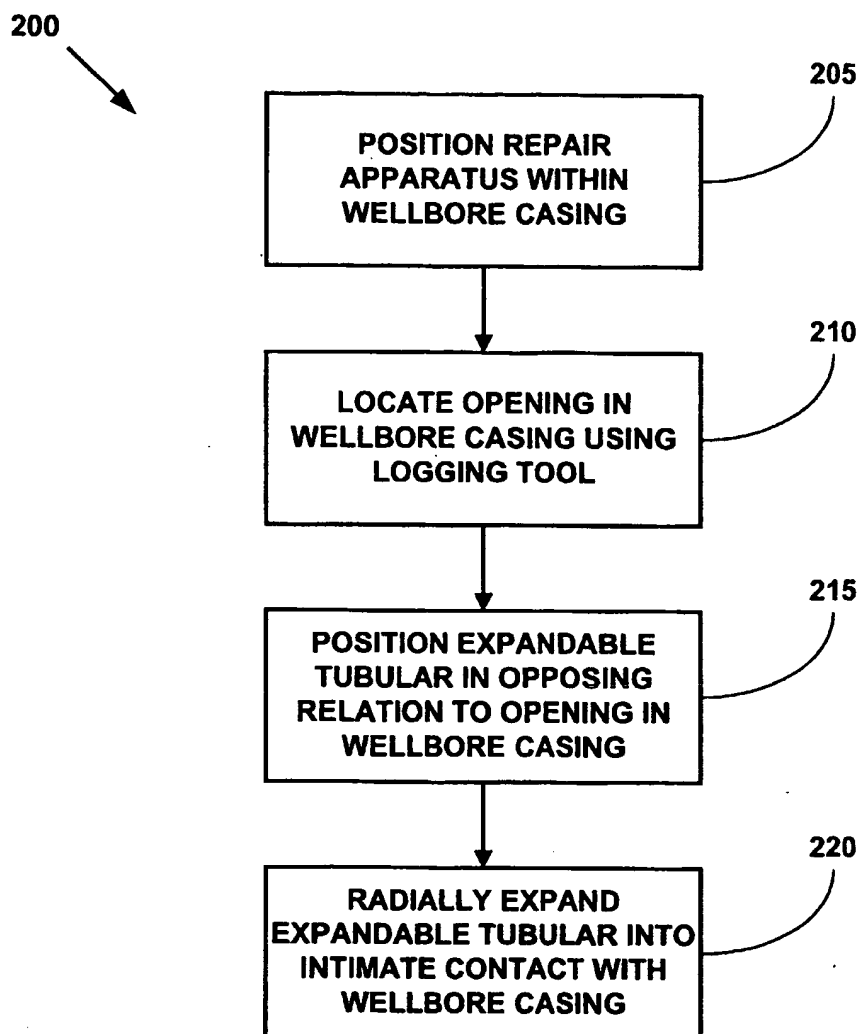 200
205
POSITION REPAIR
APPARATUS WITHIN
WELLBORE CASING
210
LOCATE OPENING IN
WELLBORE CASING USING
LOGGING TOOL
215
POSITION EXPANDABLE
TUBULAR IN OPPOSING
RELATION TO OPENING IN
WELLBORE CASING
220
RADIALLY EXPAND
EXPANDABLE TUBULAR INTO
INTIMATE CONTACT WITH
WELLBORE CASING